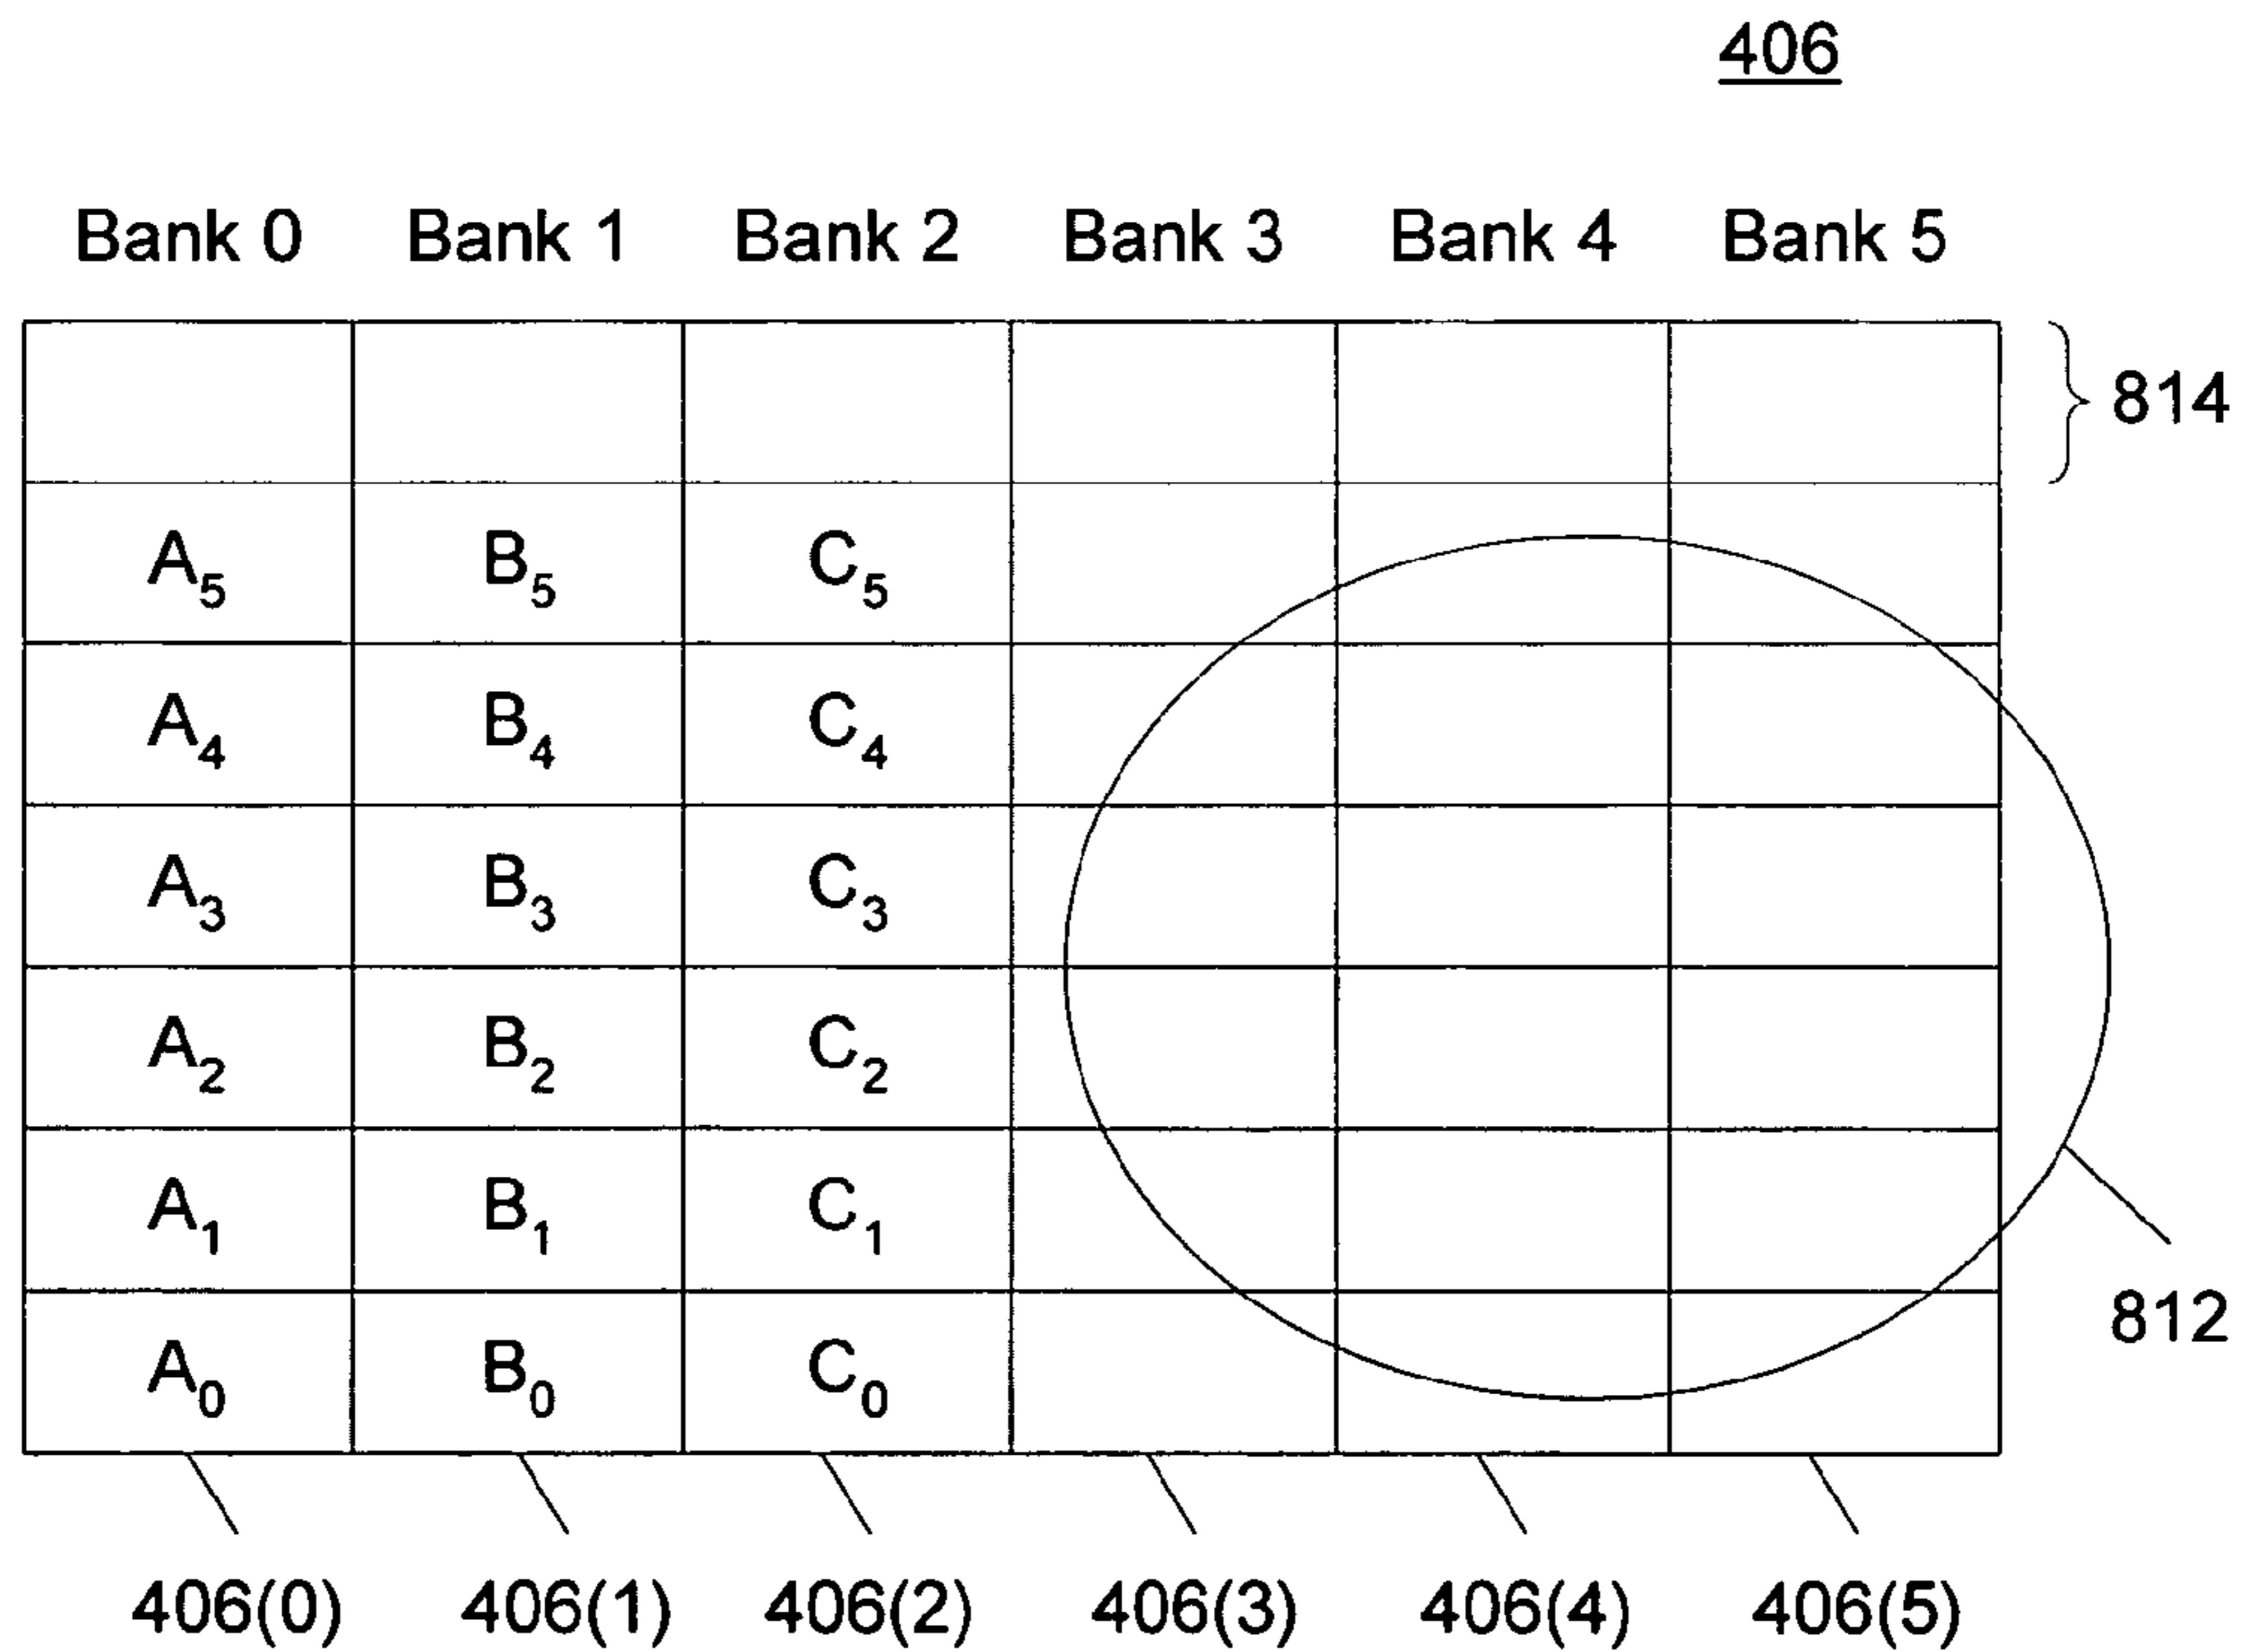 406
Bank 0 Bank 1 Bank 2 Bank 3 Bank 4 Bank 5
814
A5 B5 C5
A4 B4 C4
A3 B3 C3
A2 B2 C2
A1 B1 C1
812
A0 B0 C0
406(0) 406(1) 406(2) 406(3) 406(4) 406(5)